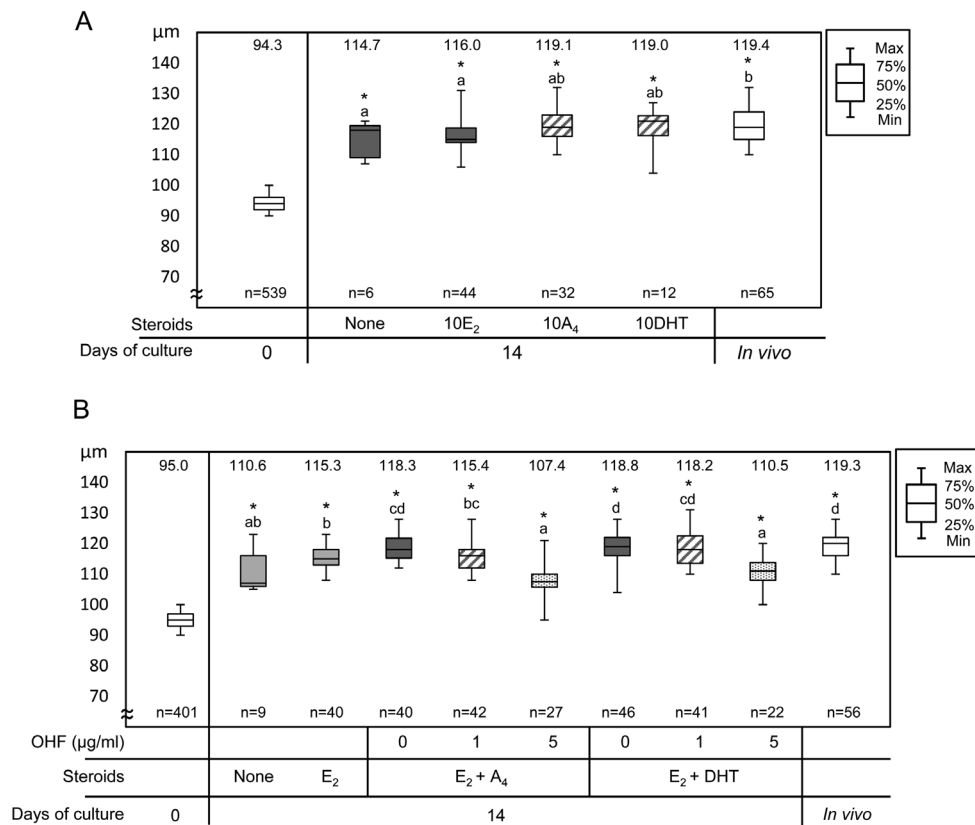 A
μm
94.3 114.7 116.0 119.1 119.0 119.4
140
130
120
110
100
90
80
70
* * * * *
a a ab ab b
Max
75%
50%
25%
Min
≈
n=539 n=6 n=44 n=32 n=12 n=65
Steroids None 10E₂ 10A₄ 10DHT
Days of culture 0 14 In vivo
B
μm
95.0 110.6 115.3 118.3 115.4 107.4 118.8 118.2 110.5 119.3
140
130
120
110
100
90
80
70
* * * * * * * * *
ab b cd bc a d cd a d
Max
75%
50%
25%
Min
≈
n=401 n=9 n=40 n=40 n=42 n=27 n=46 n=41 n=22 n=56
OHF (μg/ml) 0 1 5 0 1 5
Steroids None E₂ E₂ + A₄ E₂ + DHT
Days of culture 0 14 In vivo